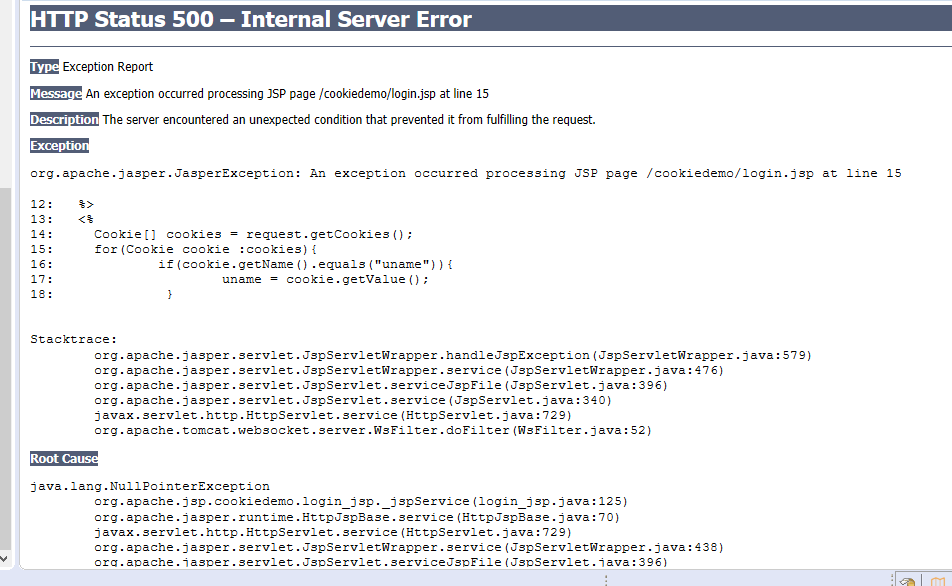 HTTP Status 500 – Internal Server Error
Type Exception Report
Message An exception occurred processing JSP page /cookiedemo/login.jsp at line 15
Description The server encountered an unexpected condition that prevented it from fulfilling the request.
Exception
org.apache.jasper.JasperException: An exception occurred processing JSP page /cookiedemo/login.jsp at line 15
12: %>
13: <%
14: Cookie[] cookies = request.getCookies();
15: for(Cookie cookie :cookies){
16: if(cookie.getName().equals("uname")){
17: uname = cookie.getValue();
18: }
Stacktrace:
org.apache.jasper.servlet.JspServletWrapper.handleJspException(JspServletWrapper.java:579)
org.apache.jasper.servlet.JspServletWrapper.service(JspServletWrapper.java:476)
org.apache.jasper.servlet.JspServlet.serviceJspFile(JspServlet.java:396)
org.apache.jasper.servlet.JspServlet.service(JspServlet.java:340)
javax.servlet.http.HttpServlet.service(HttpServlet.java:729)
org.apache.tomcat.websocket.server.WsFilter.doFilter(WsFilter.java:52)
Root Cause
java.lang.NullPointerException
org.apache.jsp.cookiedemo.login_jsp._jspService(login_jsp.java:125)
org.apache.jasper.runtime.HttpJspBase.service(HttpJspBase.java:70)
javax.servlet.http.HttpServlet.service(HttpServlet.java:729)
org.apache.jasper.servlet.JspServletWrapper.service(JspServletWrapper.java:438)
org.apache.jasper.servlet.JspServlet.serviceJspFile(JspServlet.java:396)